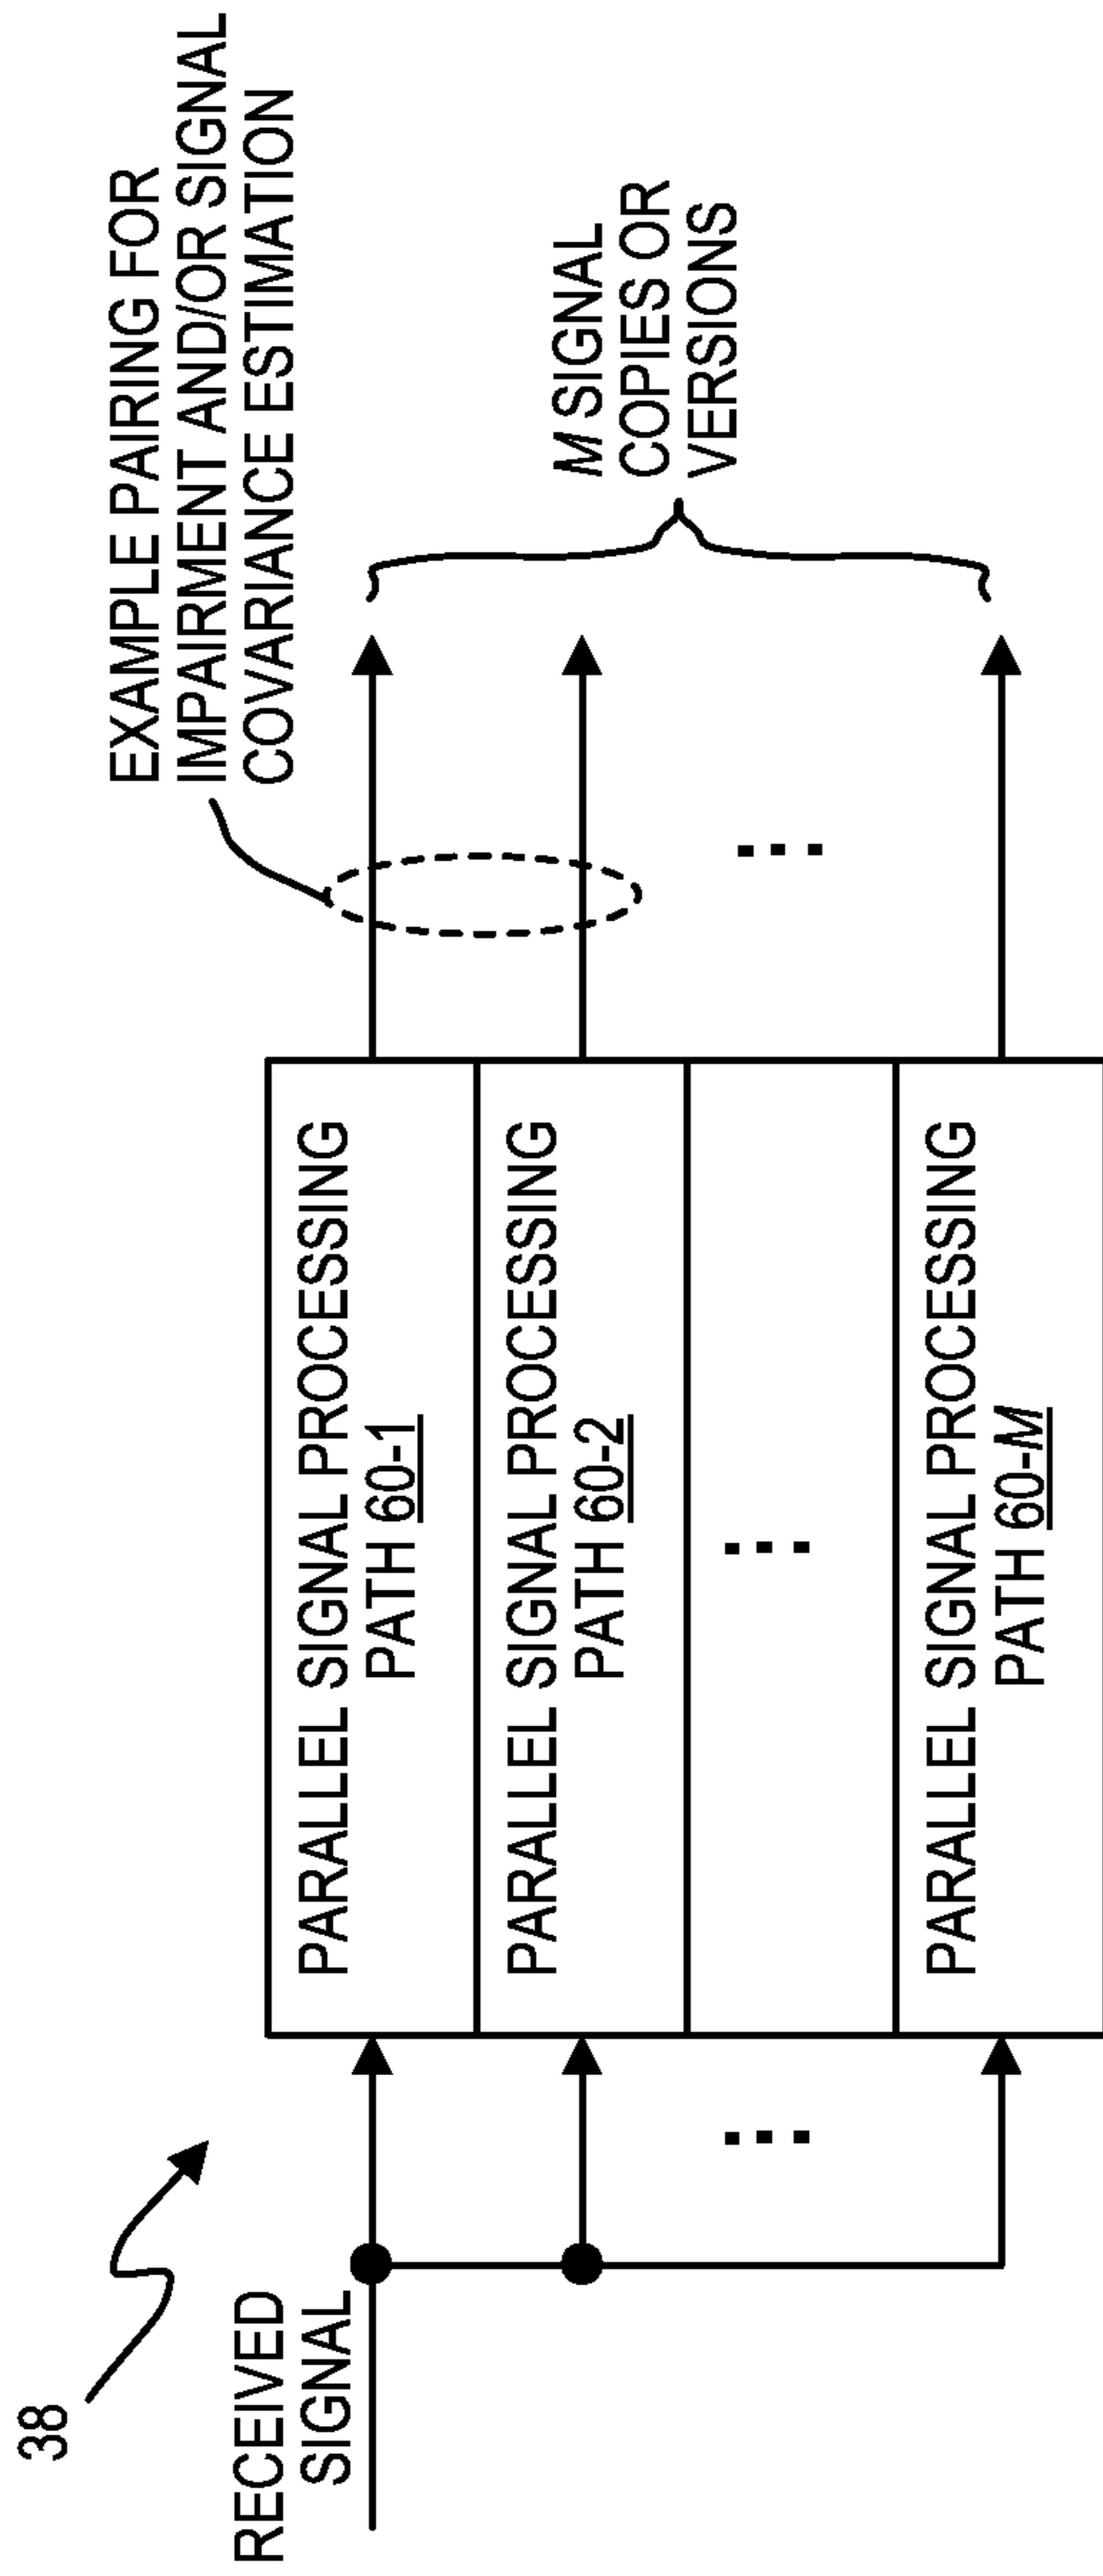 38
RECEIVED
SIGNAL
PARALLEL SIGNAL PROCESSING
PATH 60-1
PARALLEL SIGNAL PROCESSING
PATH 60-2
PARALLEL SIGNAL PROCESSING
PATH 60-M
EXAMPLE PAIRING FOR
IMPAIRMENT AND/OR SIGNAL
COVARIANCE ESTIMATION
M SIGNAL
COPIES OR
VERSIONS